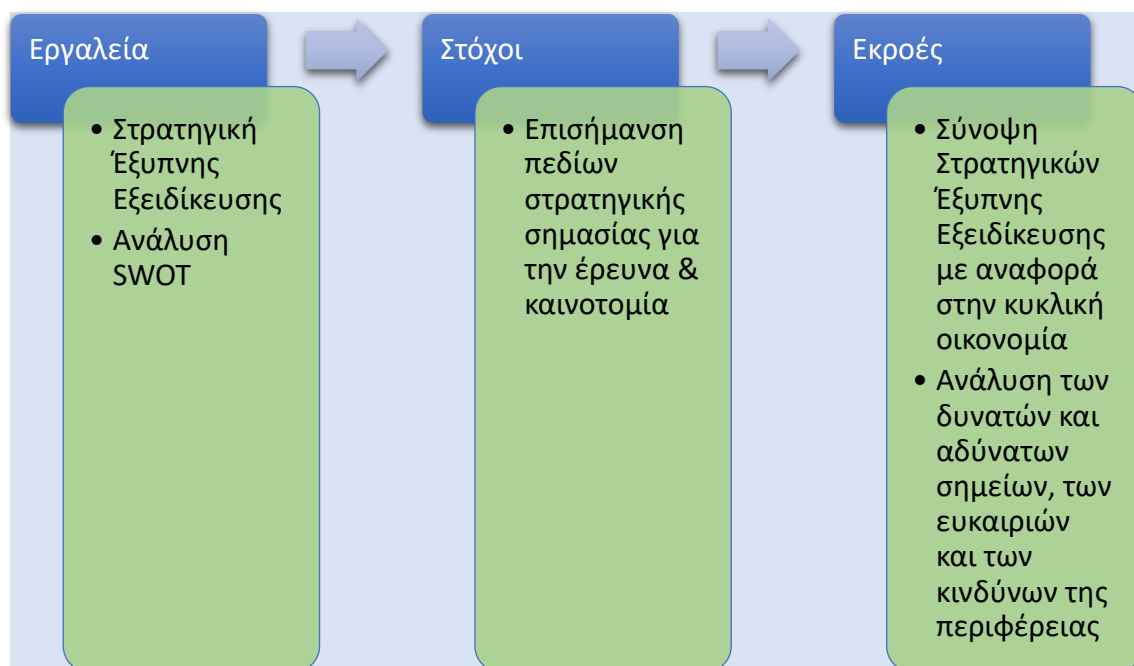 Εργαλεία
• Στρατηγική
Έξυπνης
Εξειδίκευσης
• Ανάλυση
SWOT
Στόχοι
• Επισήμανση
πεδίων
στρατηγικής
σημασίας για
την έρευνα &
καινοτομία
Εκροές
• Σύνοψη
Στρατηγικών
Έξυπνης
Εξειδίκευσης
με αναφορά
στην κυκλική
οικονομία
• Ανάλυση των
δυνατών και
αδύνατων
σημείων, των
ευκαιριών
και των
κινδύνων της
περιφέρειας